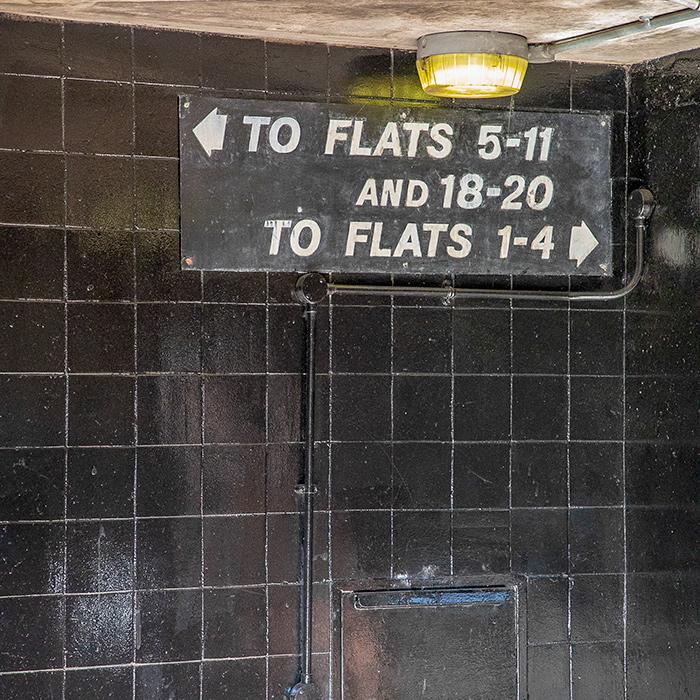 TO FLATS 5-11
AND 18-20
TO FLATS 1-4